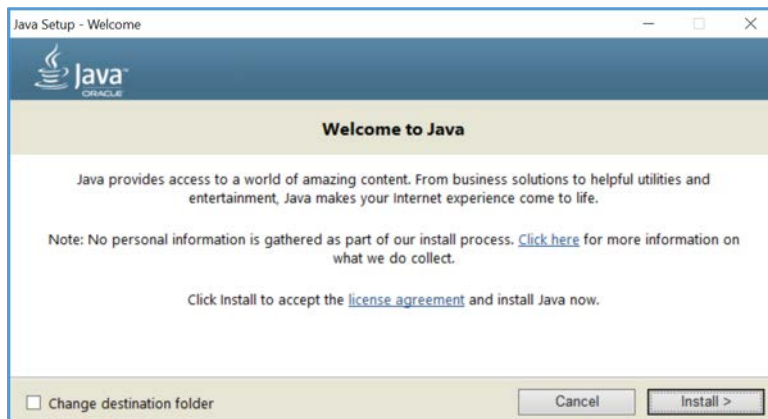 Java Setup - Welcome
Java™
ORACLE
Welcome to Java
Java provides access to a world of amazing content. From business solutions to helpful utilities and
entertainment, Java makes your Internet experience come to life.
Note: No personal information is gathered as part of our install process. Click here for more information on
what we do collect.
Click Install to accept the license agreement and install Java now.
Change destination folder
Cancel
Install >